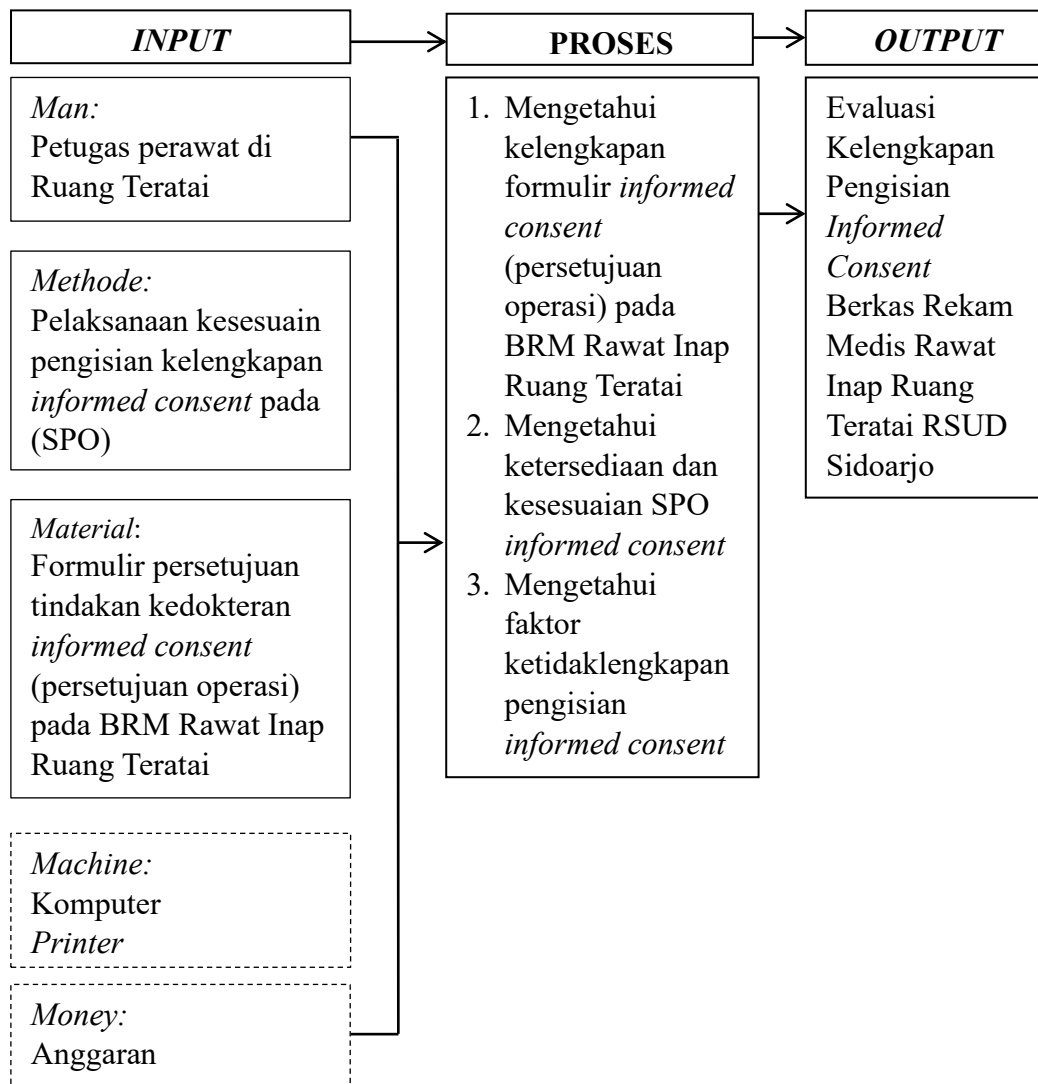 INPUT
PROSES
OUTPUT
Man:
Petugas perawat di
Ruang Teratai
Methode:
Pelaksanaan kesesuain
pengisian kelengkapan
informed consent pada
(SPO)
Material:
Formulir persetujuan
tindakan kedokteran
informed consent
(persetujuan operasi)
pada BRM Rawat Inap
Ruang Teratai
Machine:
Komputer
Printer
Money:
Anggaran
1. Mengetahui
kelengkapan
formulir informed
consent
(persetujuan
operasi) pada
BRM Rawat Inap
Ruang Teratai
2. Mengetahui
ketersediaan dan
kesesuaian SPO
informed consent
3. Mengetahui
faktor
ketidaklengkapan
pengisian
informed consent
Evaluasi
Kelengkapan
Pengisian
Informed
Consent
Berkas Rekam
Medis Rawat
Inap Ruang
Teratai RSUD
Sidoarjo